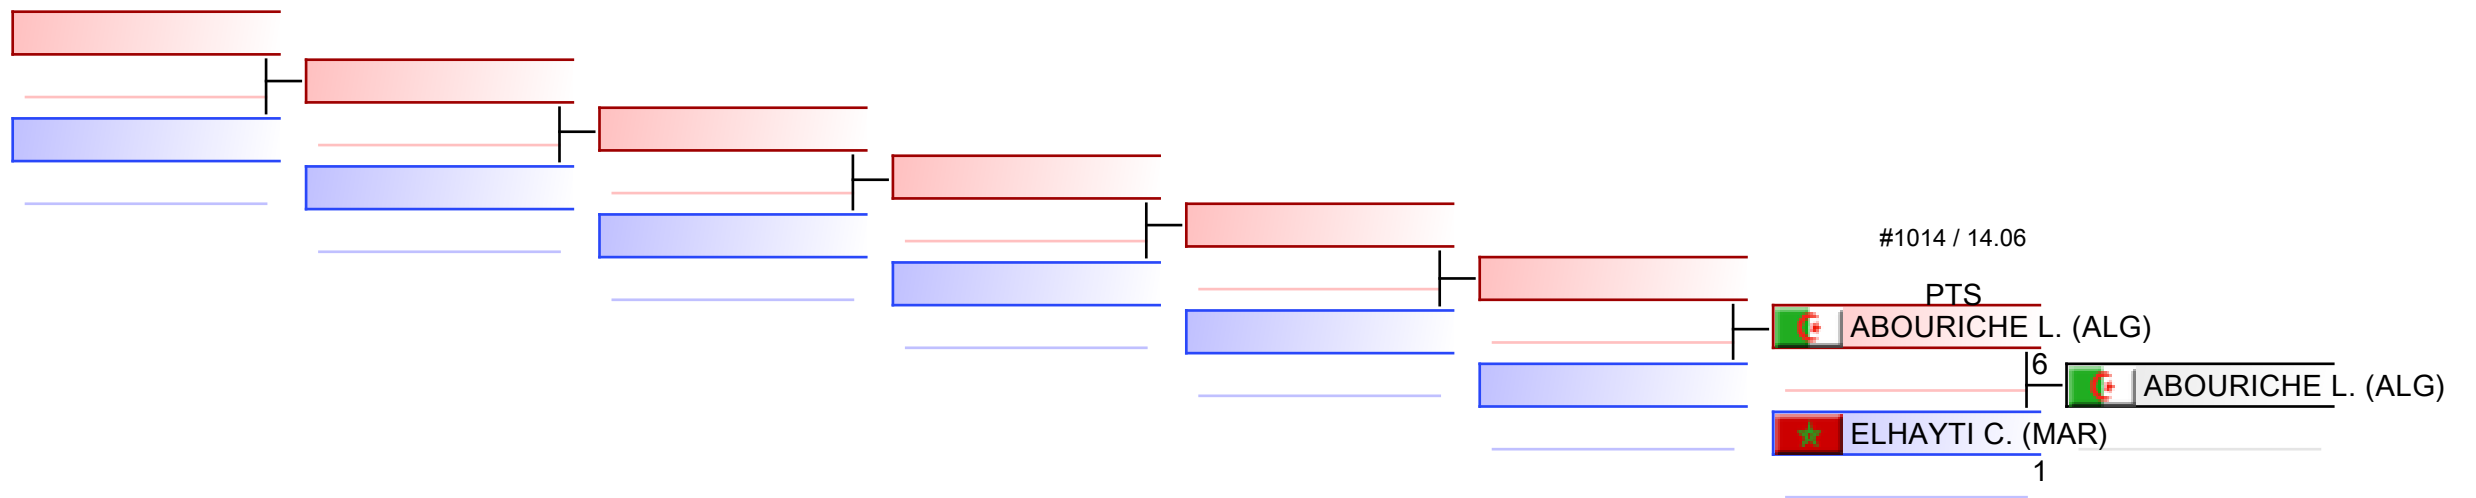 #1014 / 14.06
PTS
ABOURICHE L. (ALG)
6
ABOURICHE L. (ALG)
ELHAYTI C. (MAR)
1